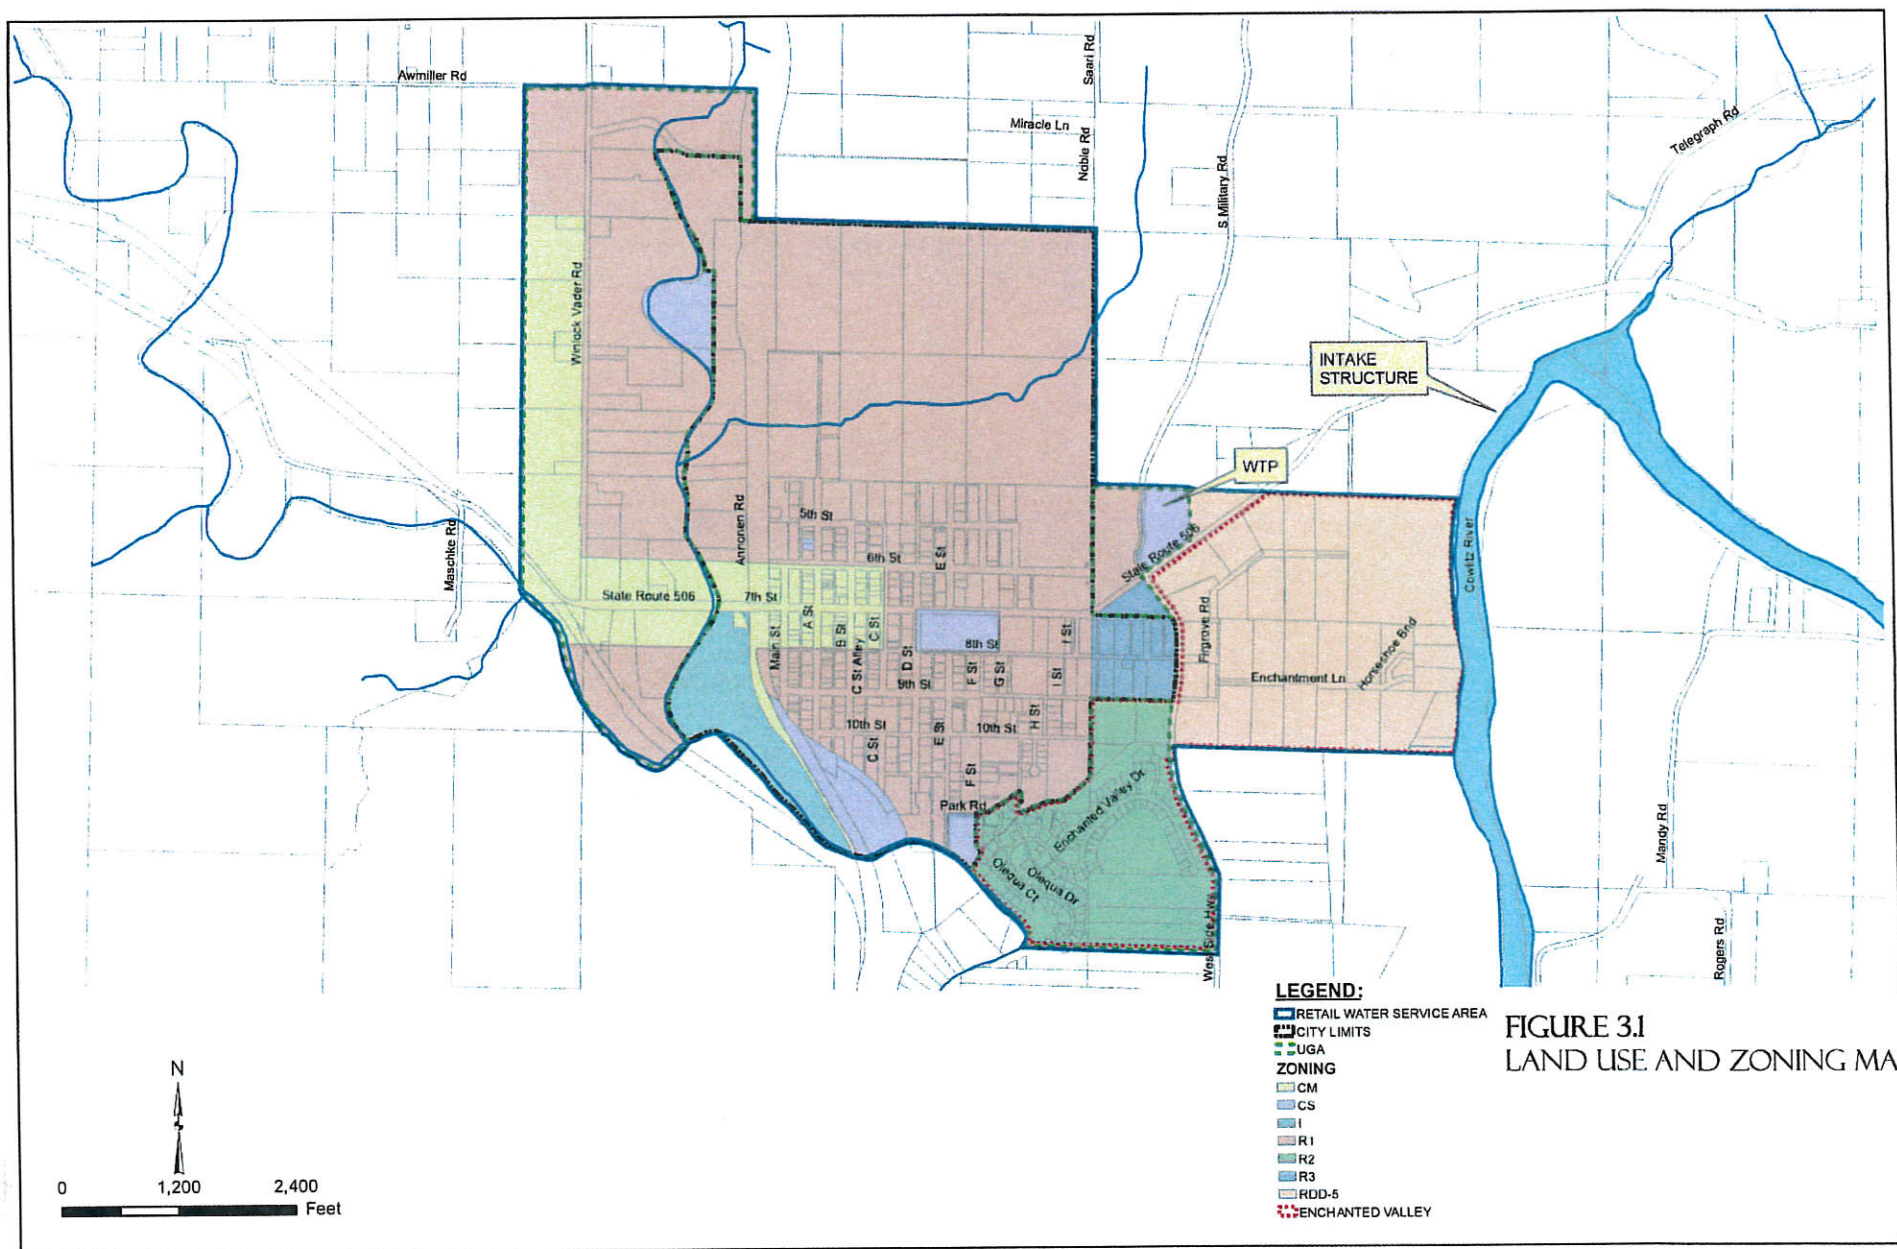 Awmiller Rd
Saari Rd
Miracle Ln
Noble Rd
S Military Rd
Telegraph Rd
Winlock Vader Rd
INTAKE
STRUCTURE
WTP
Maschke Rd
Annonen Rd
5th St
6th St
E St
State Route 506
Cowlitz River
State Route 506
7th St
A St
B St
C St
Main St
C St Alley
8th St
I St
D St
9th St
F St
G St
I St
Firgrove Rd
Enchantment Ln
Horseshoe Bnd
10th St
E St
10th St
H St
C St
F St
Park Rd
Enchanted Valley Dr
Olequa Dr
Olequa Ct
Mandy Rd
West Side Hwy
Rogers Rd
LEGEND:
RETAIL WATER SERVICE AREA
CITY LIMITS
UGA
ZONING
CM
CS
I
R1
R2
R3
RDD-5
ENCHANTED VALLEY
FIGURE 3.1
LAND USE AND ZONING MA
N
0 1,200 2,400
Feet